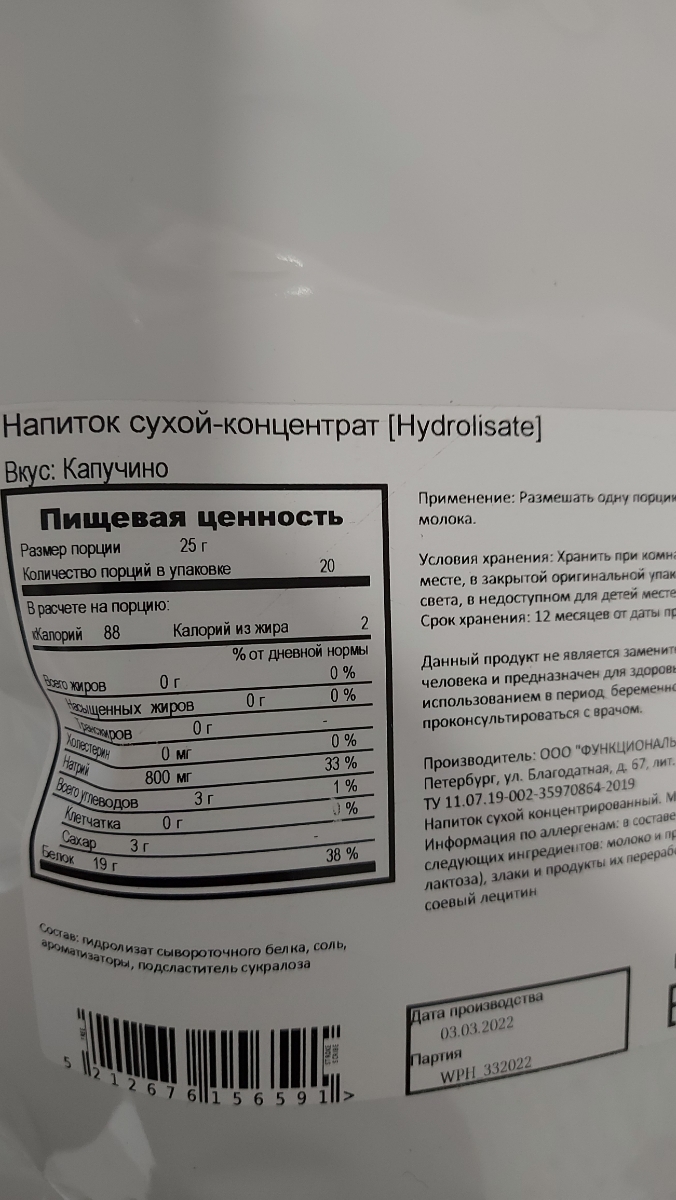 Напиток сухой-концентрат [Hydrolisate]
Вкус: Капучино
Пищевая ценность
Размер порции 25 г
Количество порций в упаковке 20
В расчете на порцию:
кКалорий 88 Калорий из жира 2
% от дневной нормы
Всего жиров 0 г 0 %
Насыщенных жиров 0 г 0 %
Трансжиров 0 г -
Холестерин 0 мг 0 %
Натрий 800 мг 33 %
Всего углеводов 3 г 1 %
Клетчатка 0 г 0 %
Сахар 3 г -
Белок 19 г 38 %
Состав: гидролизат сывороточного белка, соль,
ароматизаторы, подсластитель сукралоза
5 212676 156591 >
Применение: Размешать одну порци
молока.
Условия хранения: Хранить при комн
месте, в закрытой оригинальной упак
света, в недоступном для детей месте
Срок хранения: 12 месяцев от даты пр
Данный продукт не является заменит
человека и предназначен для здоров
использованием в период беременно
проконсультироваться с врачом.
Производитель: ООО "ФУНКЦИОНАЛЬ
Петербург, ул. Благодатная, д. 67, лит.
ТУ 11.07.19-002-35970864-2019
Напиток сухой концентрированный. М
Информация по аллергенам: в составе
следующих ингредиентов: молоко и пр
лактоза), злаки и продукты их перераб
соевый лецитин
Дата производства
03.03.2022
Партия
WPH_332022